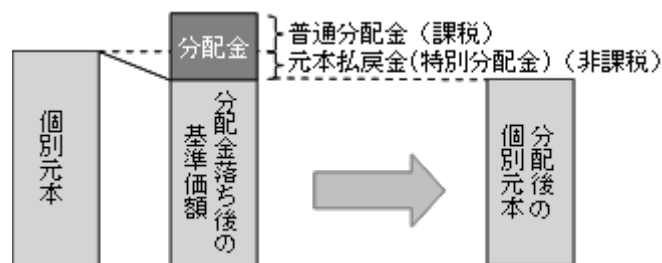 分配金
普通分配金（課税）
元本払戻金(特別分配金)（非課税）
個別元本
分配金落ち後の
基準価額
分配後の
個別元本